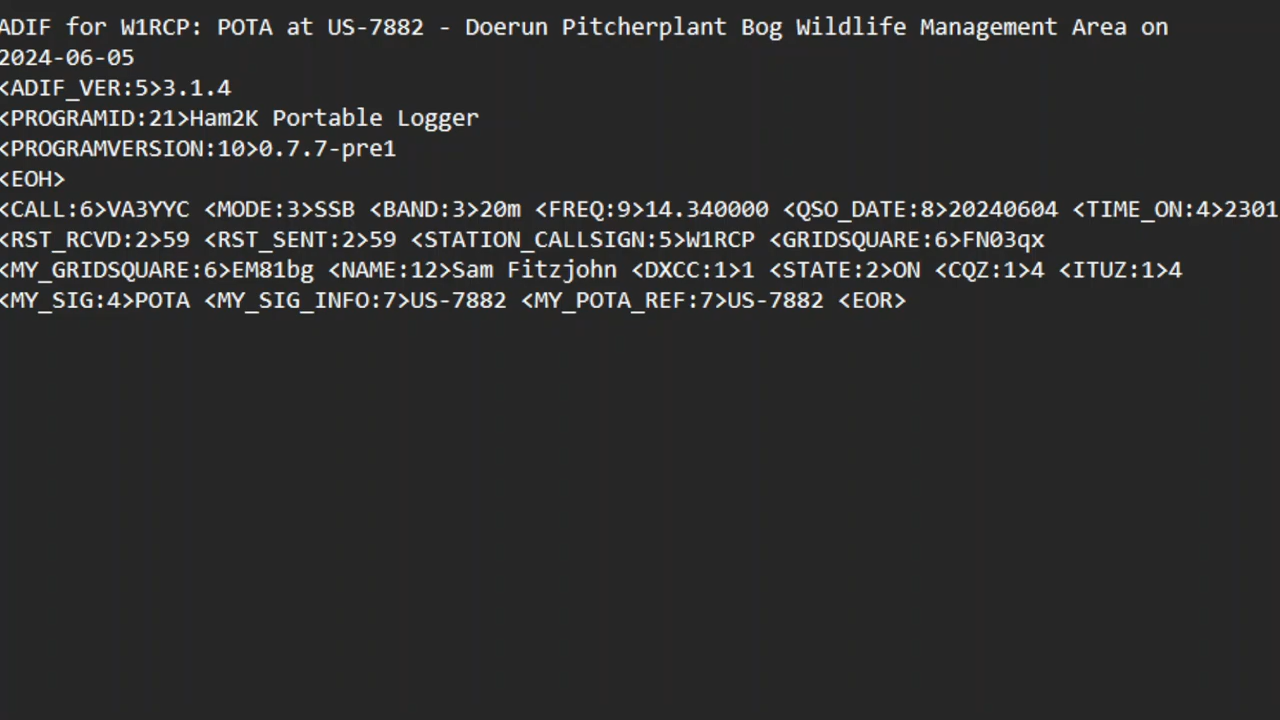 ADIF for W1RCP: POTA at US-7882 - Doerun Pitcherplant Bog Wildlife Management Area on
2024-06-05
<ADIF_VER:5>3.1.4
<PROGRAMID:21>Ham2K Portable Logger
<PROGRAMVERSION:10>0.7.7-pre1
<EOH>
<CALL:6>VA3YYC <MODE:3>SSB <BAND:3>20m <FREQ:9>14.340000 <QSO_DATE:8>20240604 <TIME_ON:4>2301
<RST_RCVD:2>59 <RST_SENT:2>59 <STATION_CALLSIGN:5>W1RCP <GRIDSQUARE:6>FN03qx
<MY_GRIDSQUARE:6>EM81bg <NAME:12>Sam Fitzjohn <DXCC:1>1 <STATE:2>ON <CQZ:1>4 <ITUZ:1>4
<MY_SIG:4>POTA <MY_SIG_INFO:7>US-7882 <MY_POTA_REF:7>US-7882 <EOR>